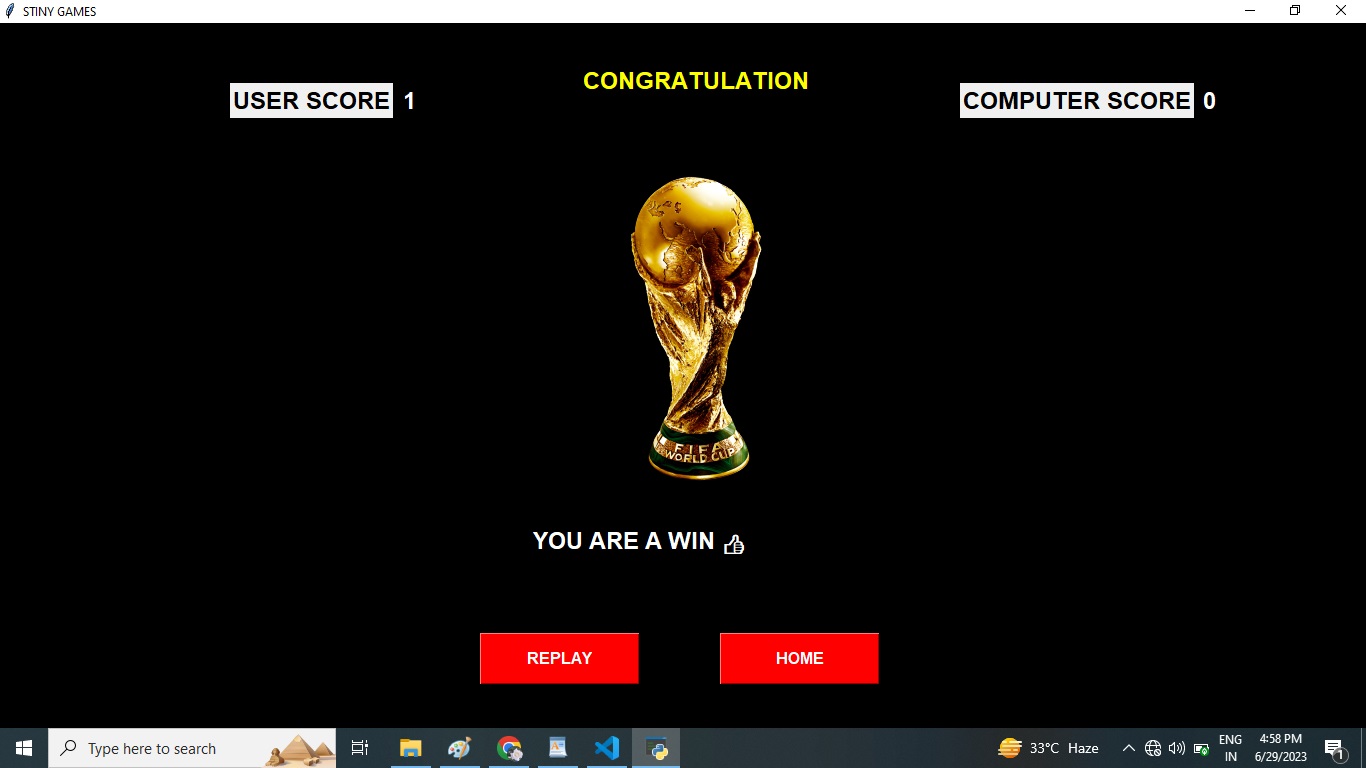 STINY GAMES
CONGRATULATION
USER SCORE 1
COMPUTER SCORE 0
FIFA
WORLD CUP
YOU ARE A WIN 👍
REPLAY
HOME
Type here to search
33°C Haze
ENG
IN
4:58 PM
6/29/2023
1